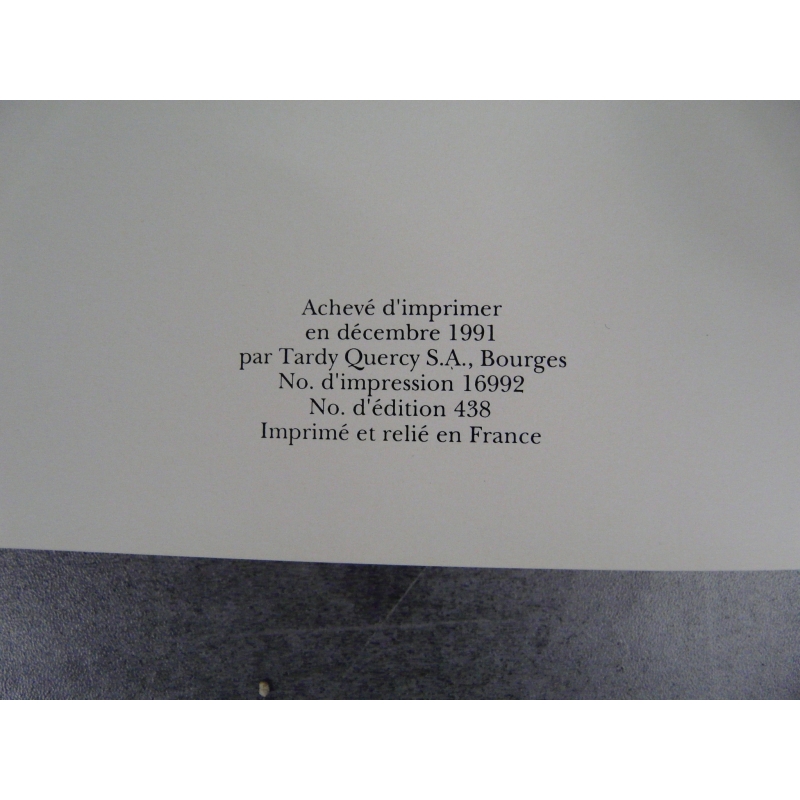 Achevé d'imprimer
en décembre 1991
par Tardy Quercy S.A., Bourges
No. d'impression 16992
No. d'édition 438
Imprimé et relié en France